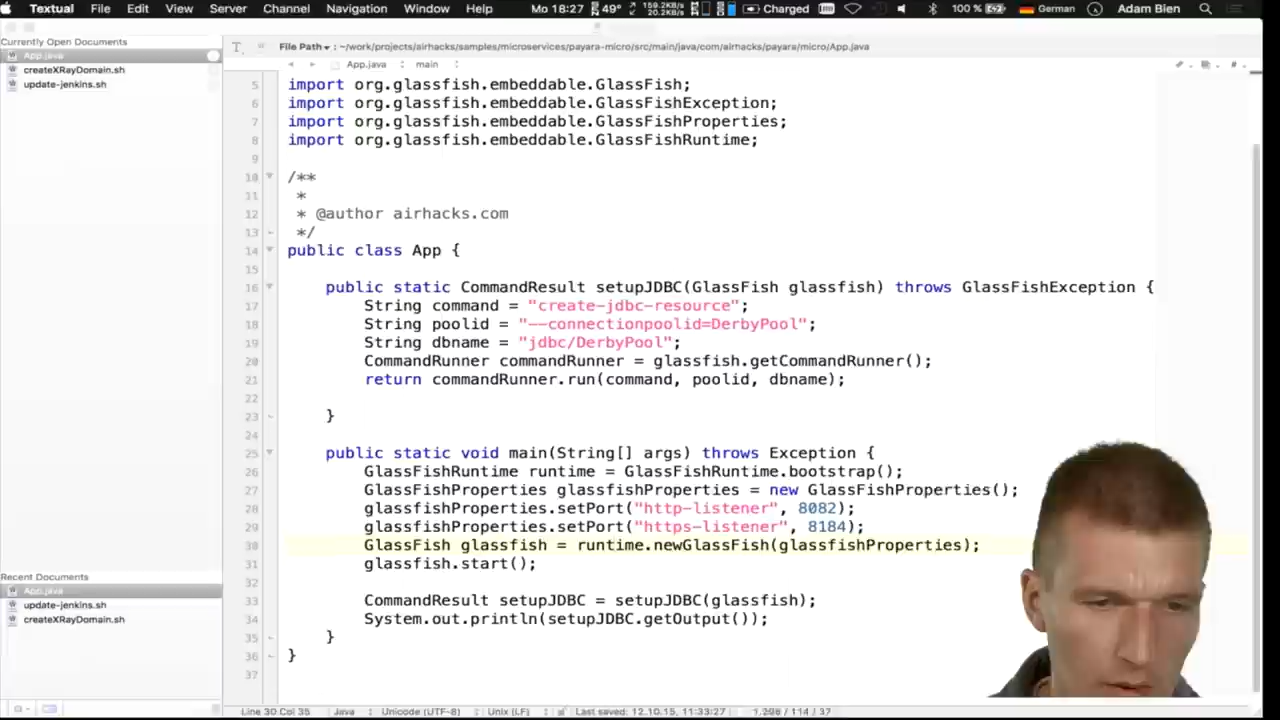 Textual File Edit View Server Channel Navigation Window Help 49° 159.2KB/s 20.2KB/s Charged 100 % German Mo 18:27 Adam Bien
Currently Open Documents
App.java
createXRayDomain.sh
update-jenkins.sh
Recent Documents
App.java
update-jenkins.sh
createXRayDomain.sh
File Path ▾ : ~/work/projects/airhacks/samples/microservices/payara-micro/src/main/java/com/airhacks/payara/micro/App.java
App.java main
5 import org.glassfish.embeddable.GlassFish;
6 import org.glassfish.embeddable.GlassFishException;
7 import org.glassfish.embeddable.GlassFishProperties;
8 import org.glassfish.embeddable.GlassFishRuntime;
9
10 /**
11 *
12 * @author airhacks.com
13 */
14 public class App {
15
16 public static CommandResult setupJDBC(GlassFish glassfish) throws GlassFishException {
17 String command = "create-jdbc-resource";
18 String poolid = "--connectionpoolid=DerbyPool";
19 String dbname = "jdbc/DerbyPool";
20 CommandRunner commandRunner = glassfish.getCommandRunner();
21 return commandRunner.run(command, poolid, dbname);
22
23 }
24
25 public static void main(String[] args) throws Exception {
26 GlassFishRuntime runtime = GlassFishRuntime.bootstrap();
27 GlassFishProperties glassfishProperties = new GlassFishProperties();
28 glassfishProperties.setPort("http-listener", 8082);
29 glassfishProperties.setPort("https-listener", 8184);
30 GlassFish glassfish = runtime.newGlassFish(glassfishProperties);
31 glassfish.start();
32
33 CommandResult setupJDBC = setupJDBC(glassfish);
34 System.out.println(setupJDBC.getOutput());
35 }
36 }
37
Line 30 Col 35 Java Unicode (UTF-8) Unix (LF) Last saved: 12.10.15, 11:33:27 1.296 / 114 / 37